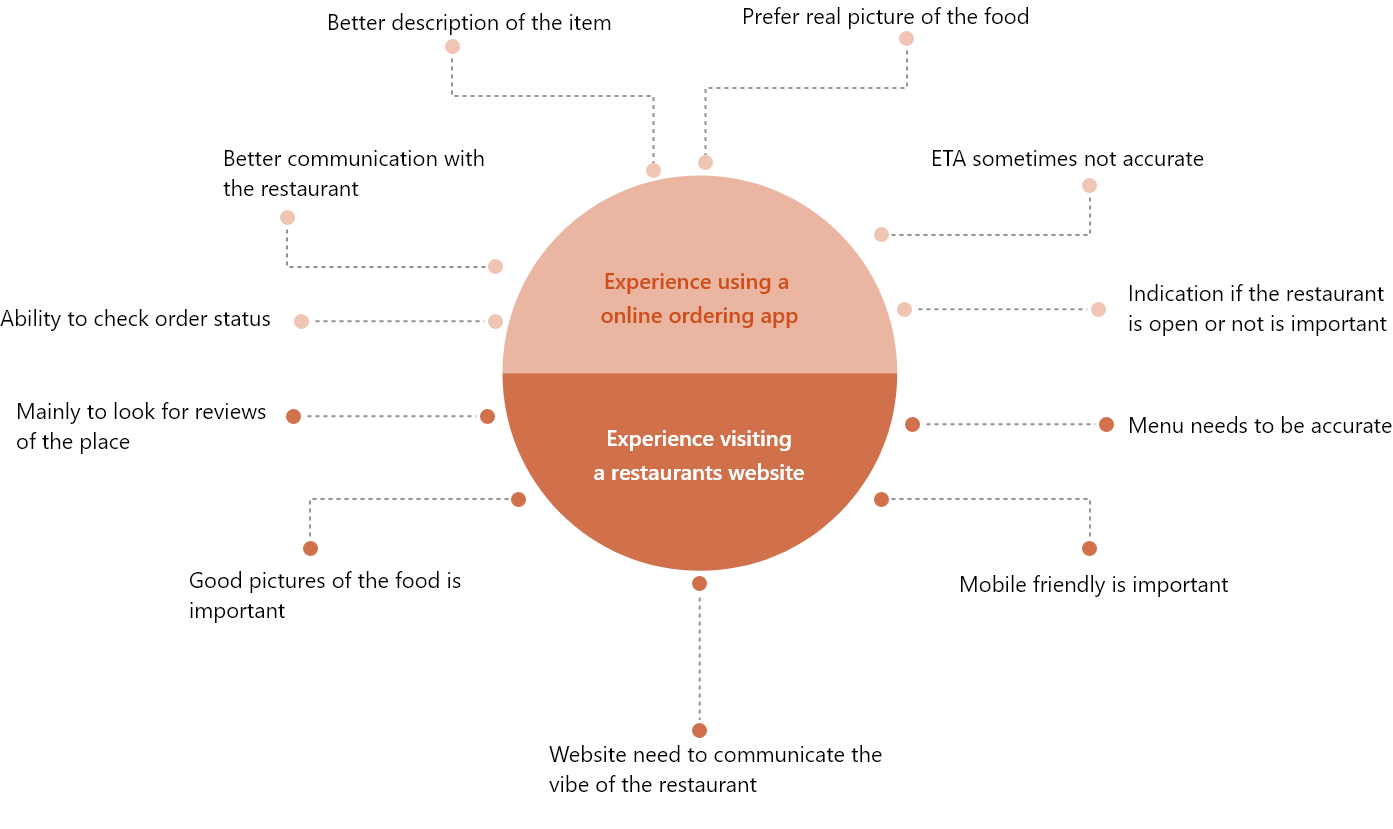 Better description of the item
Prefer real picture of the food
Better communication with
the restaurant
ETA sometimes not accurate
Ability to check order status
Experience using a
online ordering app
Indication if the restaurant
is open or not is important
Mainly to look for reviews
of the place
Experience visiting
a restaurants website
Menu needs to be accurate
Good pictures of the food is
important
Mobile friendly is important
Website need to communicate the
vibe of the restaurant